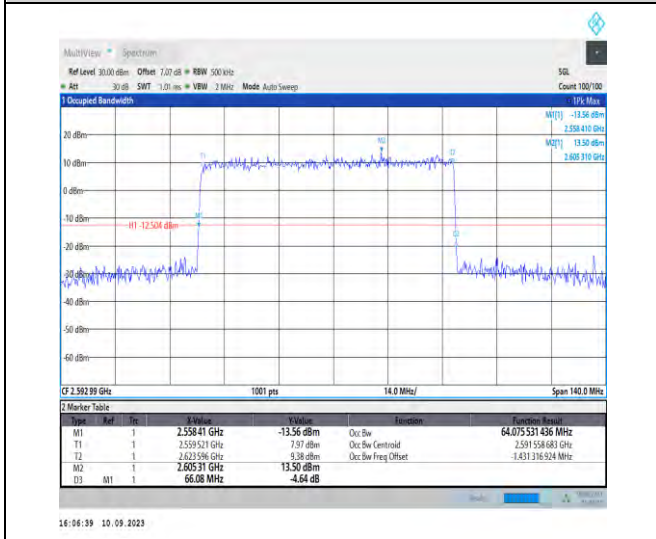 MultiView Spectrum
Ref Level 30.00 dBm Offset 7.07 dB RBW 500 kHz SGL
Att 30 dB SWT 1.01 ms VBW 2 MHz Mode Auto Sweep Count 100/100
1 Occupied Bandwidth 1Pk Max
M1[1] -13.56 dBm
2.558 410 GHz
20 dBm
M2[1] 13.50 dBm
2.605 310 GHz
M2
T1
T2
10 dBm
0 dBm
-10 dBm
M1
H1 -12.504 dBm
-20 dBm
D3
-30 dBm
-40 dBm
-50 dBm
-60 dBm
CF 2.592 99 GHz 1001 pts 14.0 MHz/ Span 140.0 MHz
2 Marker Table
Type Ref Trc X-Value Y-Value Function Function Result
M1 1 2.558 41 GHz -13.56 dBm Occ Bw 64.075 531 436 MHz
T1 1 2.559 521 GHz 7.97 dBm Occ Bw Centroid 2.591 558 683 GHz
T2 1 2.623 596 GHz 9.38 dBm Occ Bw Freq Offset -1.431 316 924 MHz
M2 1 2.605 31 GHz 13.50 dBm
D3 M1 1 66.08 MHz -4.64 dB
16:06:39 10.09.2023